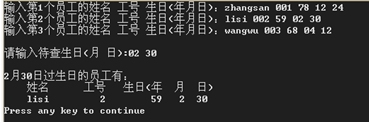 输入第1个员工的姓名 工号 生日(年月日): zhangsan 001 78 12 24
输入第2个员工的姓名 工号 生日(年月日): lisi 002 59 02 30
输入第3个员工的姓名 工号 生日(年月日): wangwu 003 68 04 12
请输入待查生日(月 日):02 30
2月30日过生日的员工有:
姓名 工号 生日(年 月 日)
lisi 2 59 2 30
Press any key to continue